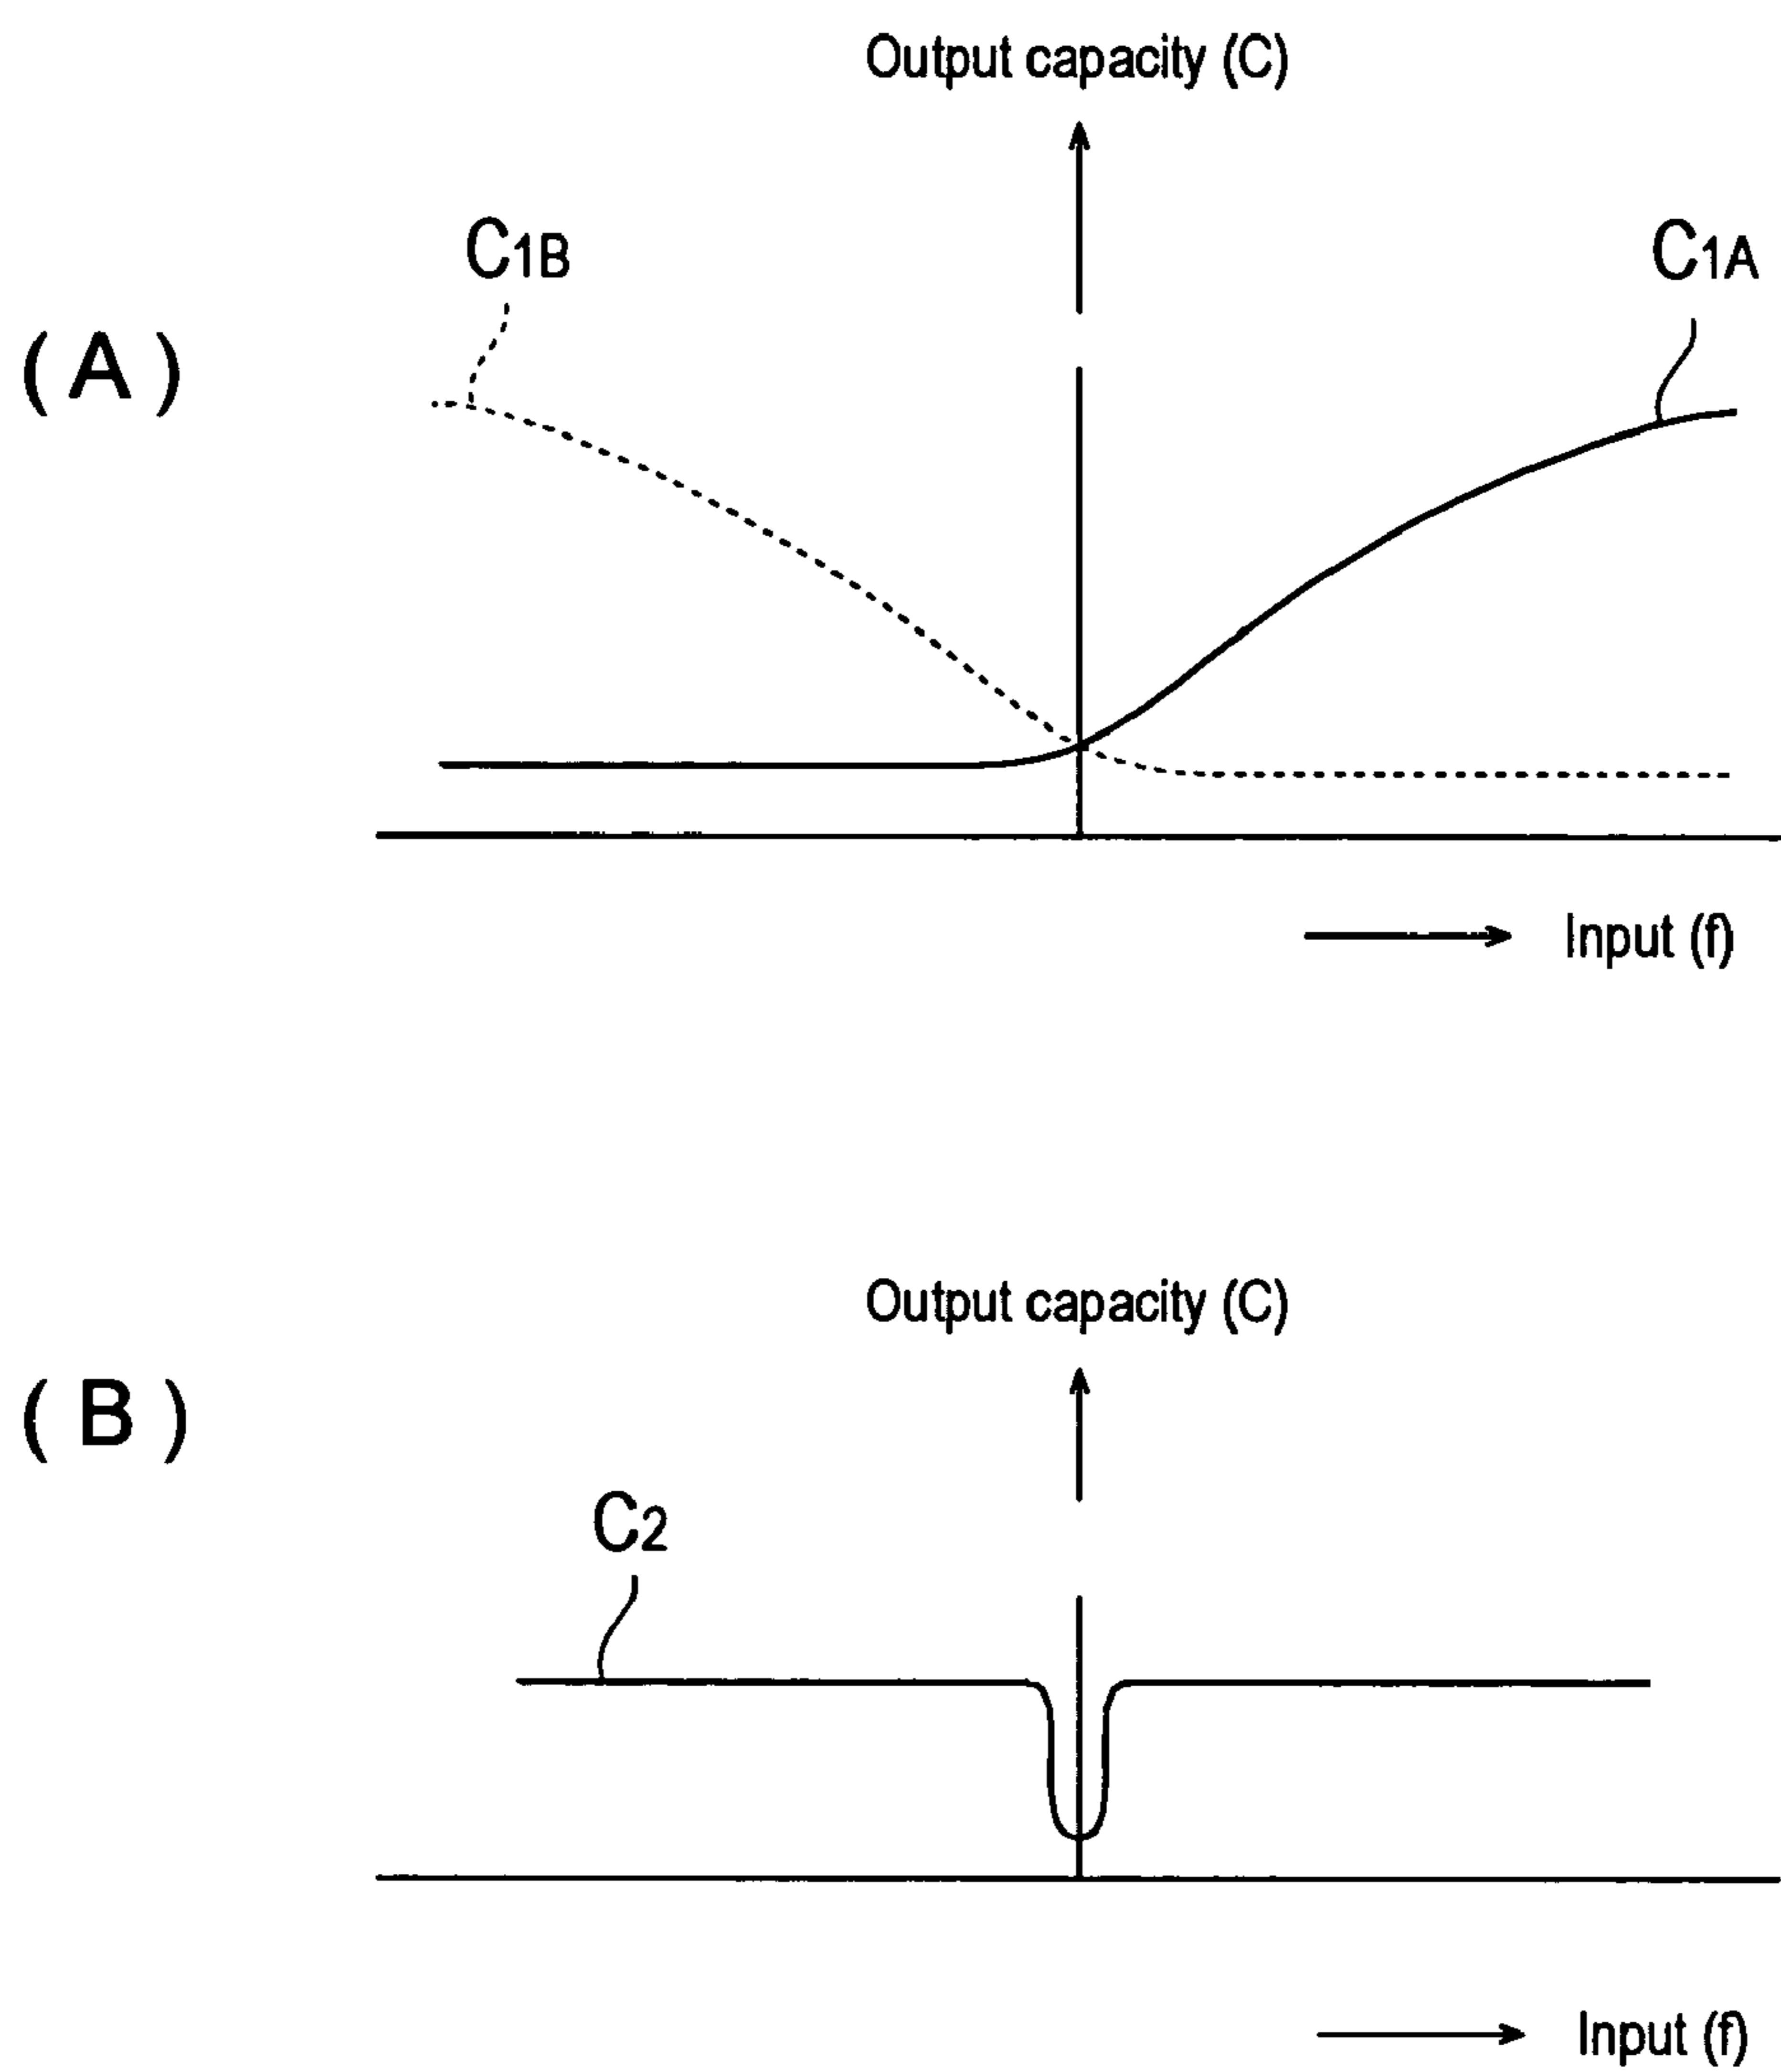 Output capacity (C)
C1B
C1A
( A )
Input (f)
Output capacity (C)
( B )
C2
Input (f)